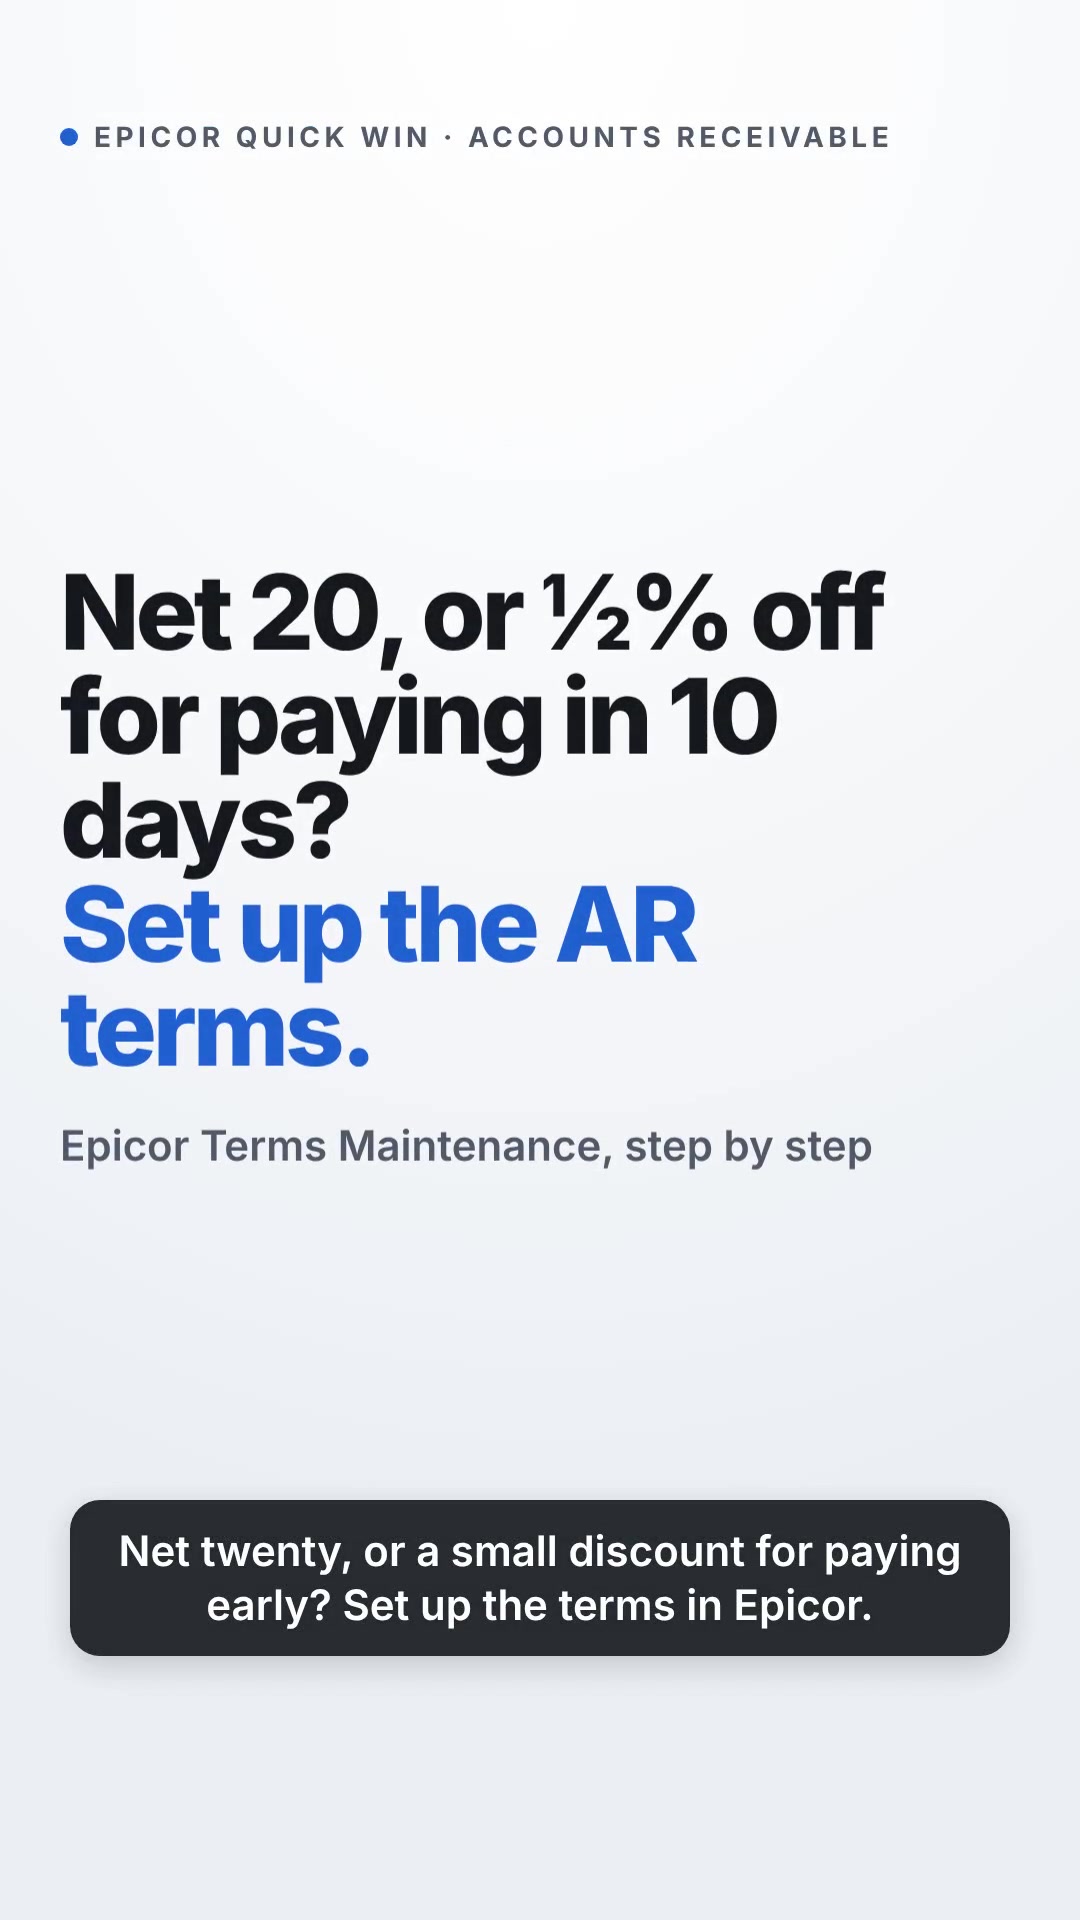 EPICOR QUICK WIN · ACCOUNTS RECEIVABLE
Net 20, or ½% off
for paying in 10
days?
Set up the AR
terms.
Epicor Terms Maintenance, step by step
Net twenty, or a small discount for paying
early? Set up the terms in Epicor.